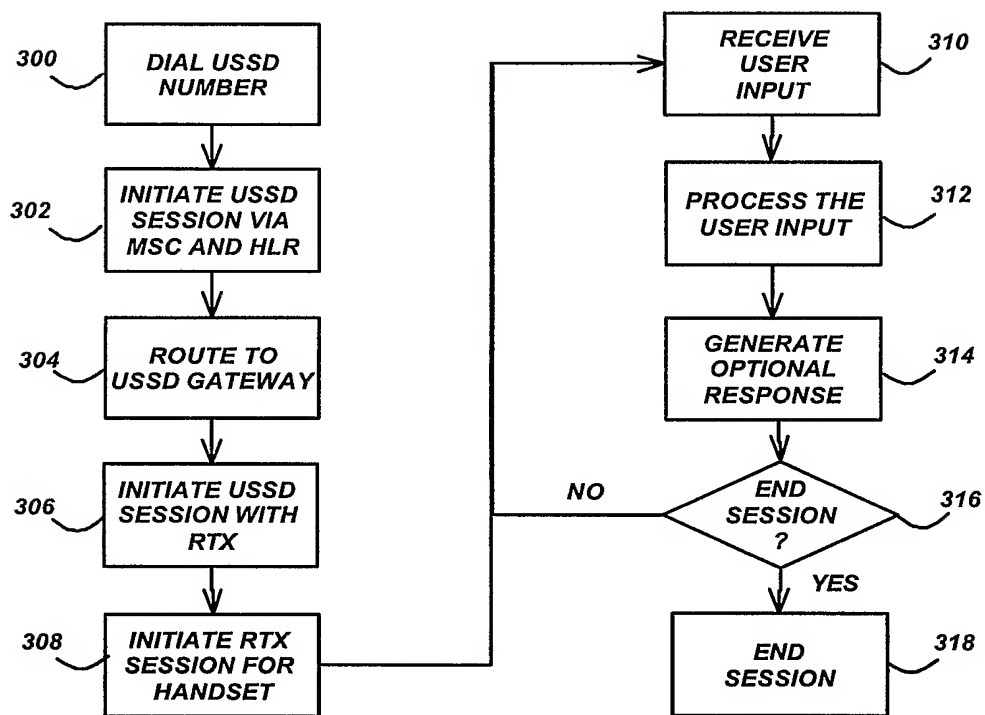 300
DIAL USSD
NUMBER
302
INITIATE USSD
SESSION VIA
MSC AND HLR
304
ROUTE TO
USSD GATEWAY
306
INITIATE USSD
SESSION WITH
RTX
308
INITIATE RTX
SESSION FOR
HANDSET
RECEIVE
USER
INPUT
310
PROCESS THE
USER INPUT
312
GENERATE
OPTIONAL
RESPONSE
314
NO
END
SESSION
?
316
YES
END
SESSION
318